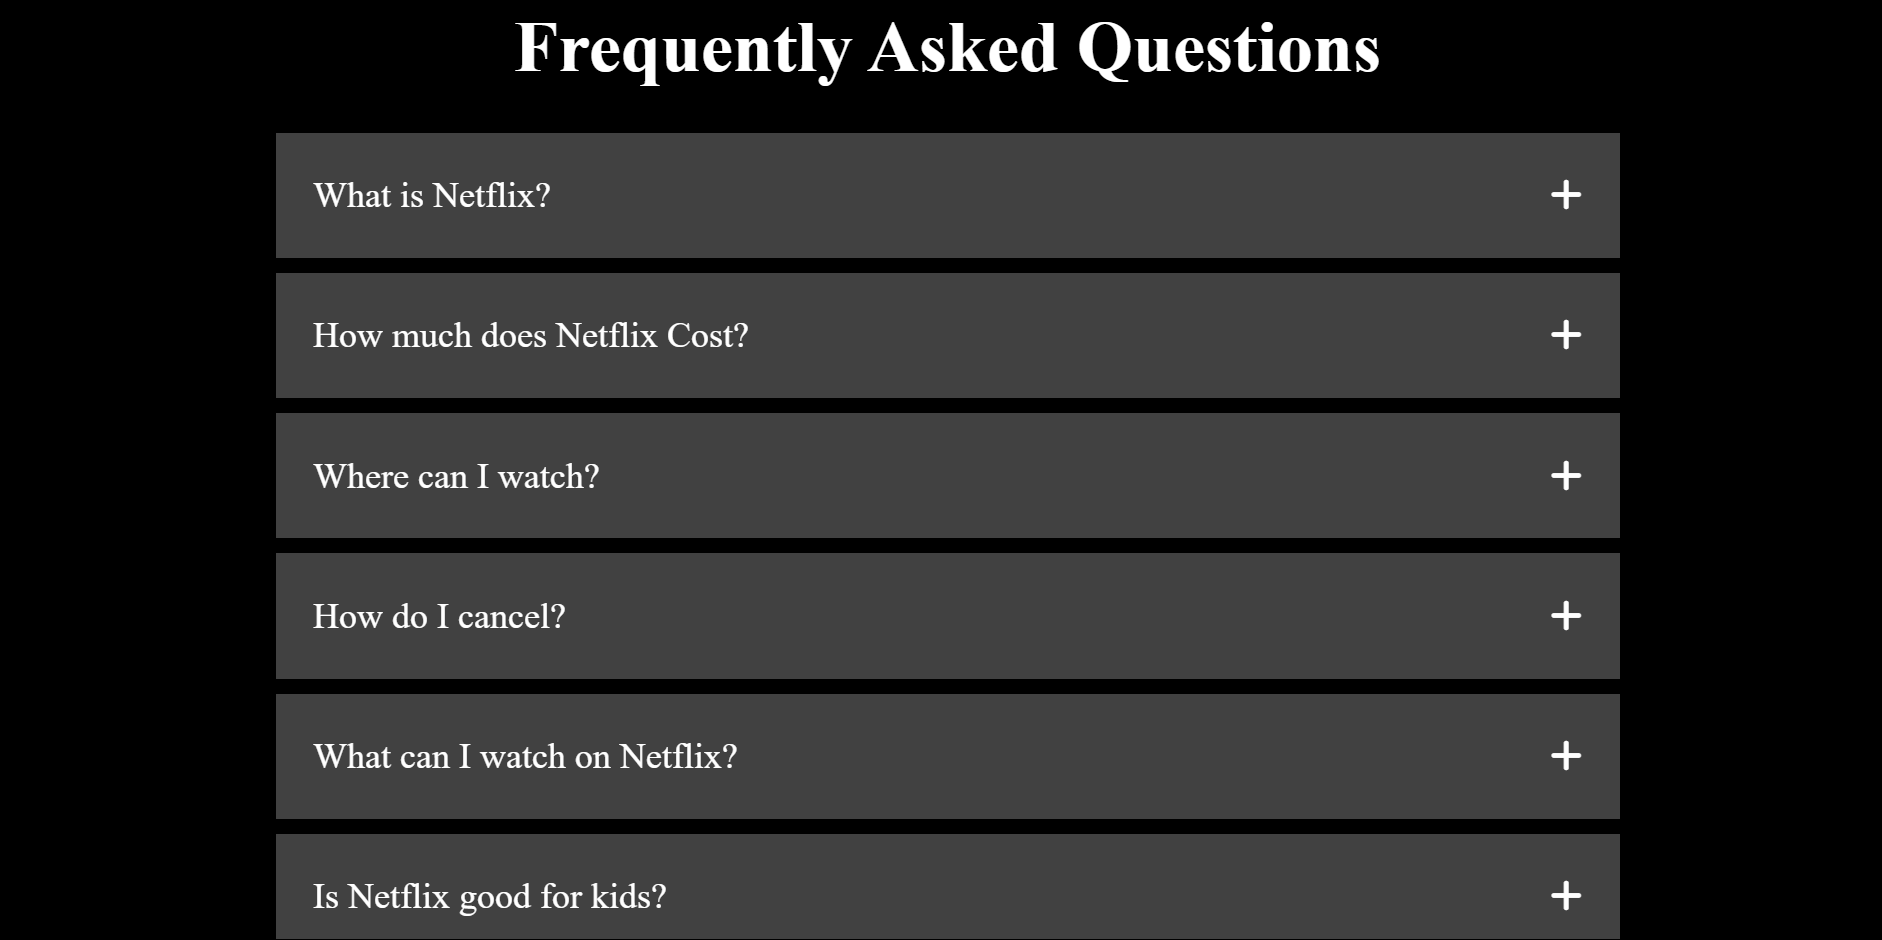 Frequently Asked Questions
What is Netflix?
How much does Netflix Cost?
Where can I watch?
How do I cancel?
What can I watch on Netflix?
Is Netflix good for kids?